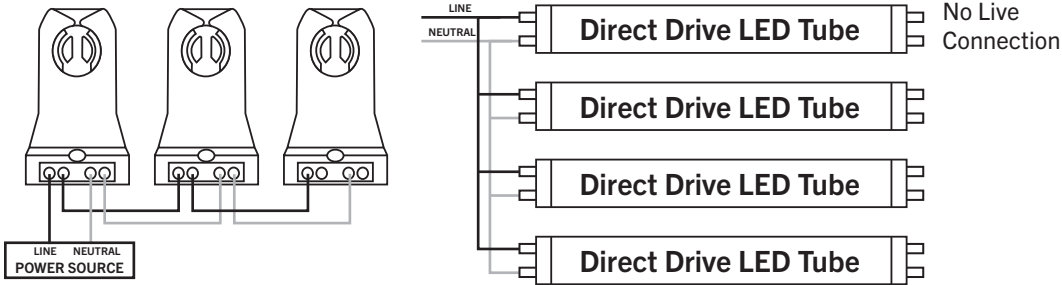 LINE NEUTRAL
POWER SOURCE
LINE
NEUTRAL
Direct Drive LED Tube
No Live
Connection
Direct Drive LED Tube
Direct Drive LED Tube
Direct Drive LED Tube